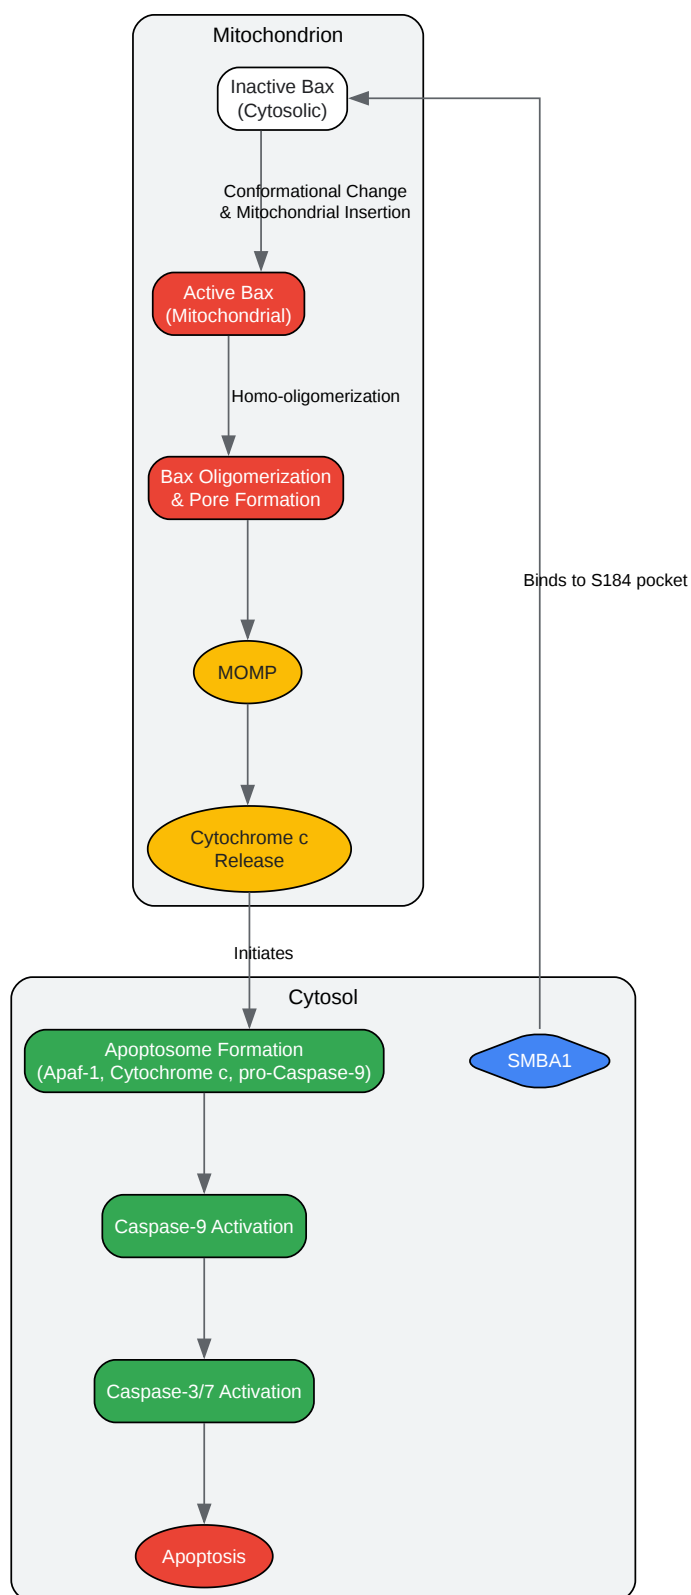 Mitochondrion
Inactive Bax
(Cytosolic)
Conformational Change
& Mitochondrial Insertion
Active Bax
(Mitochondrial)
Homo-oligomerization
Bax Oligomerization
& Pore Formation
Binds to S184 pocket
MOMP
Cytochrome c
Release
Initiates
Cytosol
Apoptosome Formation
(Apaf-1, Cytochrome c, pro-Caspase-9)
SMBA1
Caspase-9 Activation
Caspase-3/7 Activation
Apoptosis